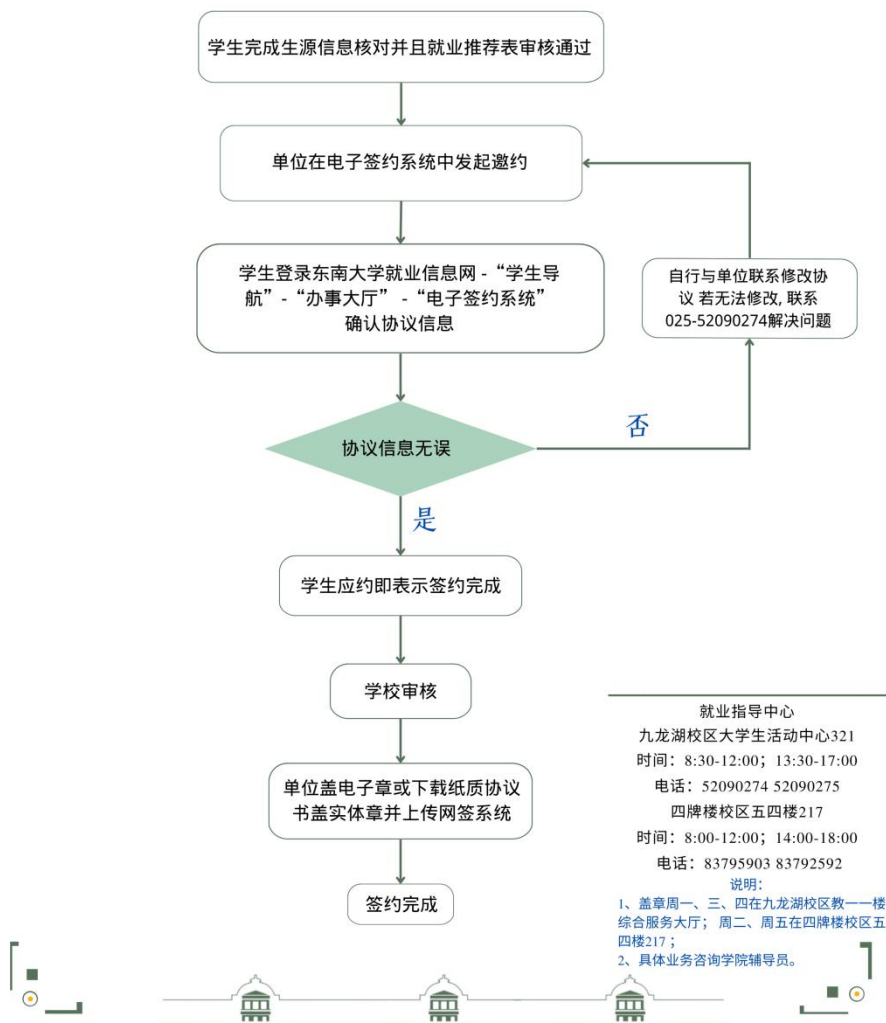 学生完成生源信息核对并且就业推荐表审核通过
单位在电子签约系统中发起邀约
学生登录东南大学就业信息网 -“学生导
航”-“办事大厅”-“电子签约系统”
确认协议信息
自行与单位联系修改协
议 若无法修改, 联系
025-52090274解决问题
协议信息无误
否
是
学生应约即表示签约完成
学校审核
单位盖电子章或下载纸质协议
书盖实体章并上传网签系统
签约完成
就业指导中心
九龙湖校区大学生活动中心321
时间：8:30-12:00；13:30-17:00
电话：52090274 52090275
四牌楼校区五四楼217
时间：8:00-12:00；14:00-18:00
电话：83795903 83792592
说明：
1、盖章周一、三、四在九龙湖校区教一一楼
综合服务大厅； 周二、周五在四牌楼校区五
四楼217；
2、具体业务咨询学院辅导员。